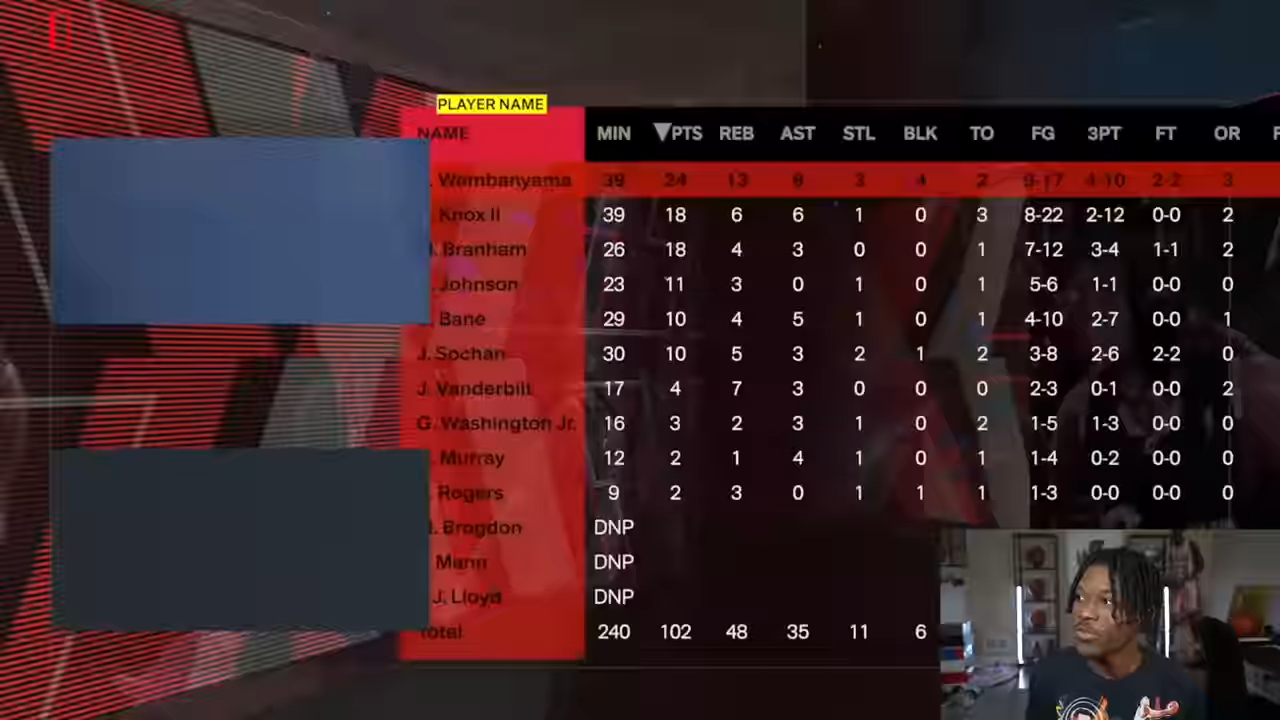 PLAYER NAME
NAME MIN ▼PTS REB AST STL BLK TO FG 3PT FT OR
. Wembanyama 39 24 13 8 3 4 2 9-17 4-10 2-2 3
Knox II 39 18 6 6 1 0 3 8-22 2-12 0-0 2
. Branham 26 18 4 3 0 0 1 7-12 3-4 1-1 2
. Johnson 23 11 3 0 1 0 1 5-6 1-1 0-0 0
Bane 29 10 4 5 1 0 1 4-10 2-7 0-0 1
J. Sochan 30 10 5 3 2 1 2 3-8 2-6 2-2 0
J. Vanderbilt 17 4 7 3 0 0 0 2-3 0-1 0-0 2
G. Washington Jr. 16 3 2 3 1 0 2 1-5 1-3 0-0 0
. Murray 12 2 1 4 1 0 1 1-4 0-2 0-0 0
. Rogers 9 2 3 0 1 1 1 1-3 0-0 0-0 0
. Brogdon DNP
Mann DNP
J. Lloyd DNP
Total 240 102 48 35 11 6